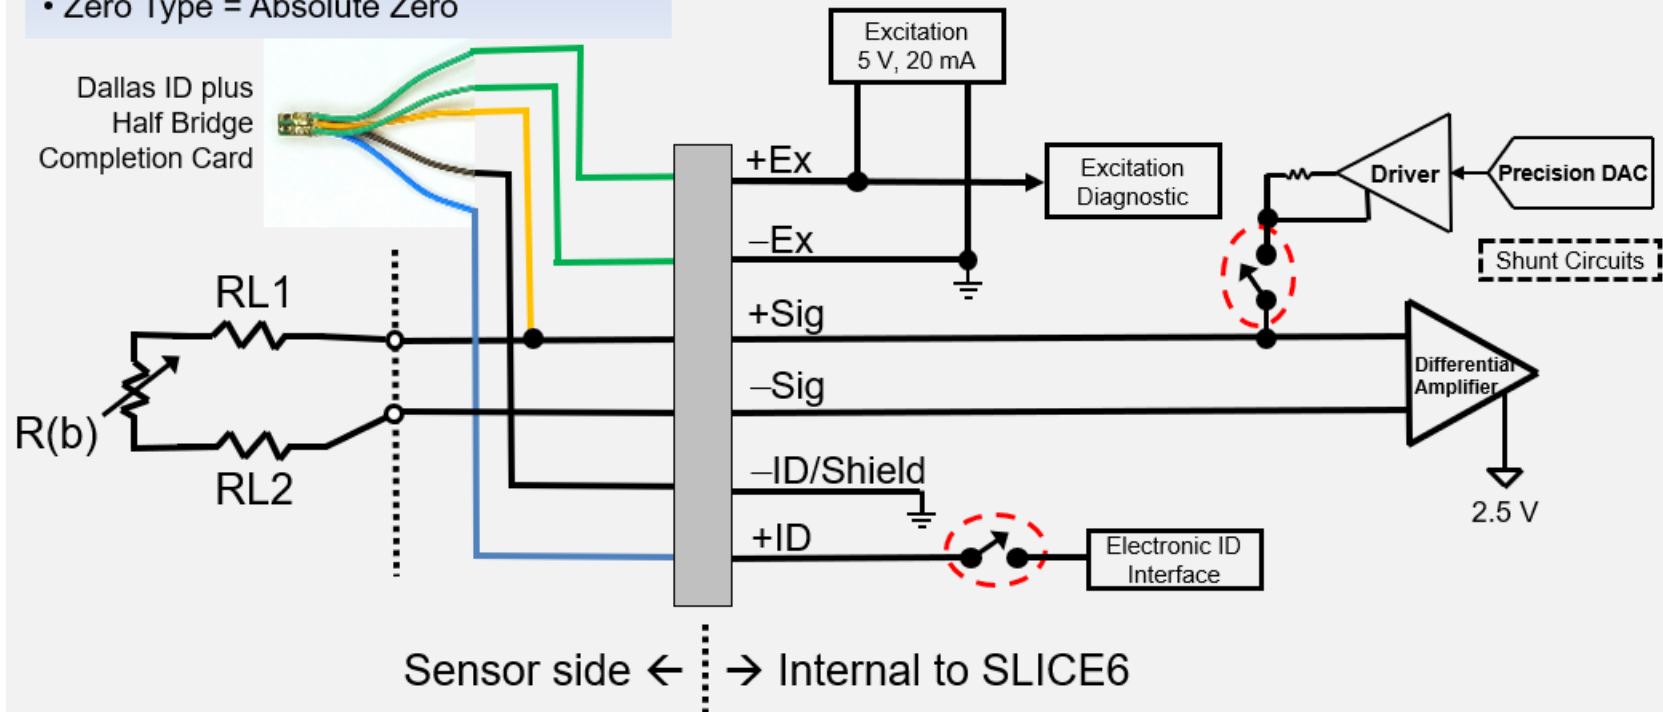 • Zero Type = Absolute Zero
Excitation
5 V, 20 mA
Dallas ID plus
Half Bridge
Completion Card
+Ex
Excitation
Diagnostic
Driver
Precision DAC
–Ex
Shunt Circuits
RL1
+Sig
Differential
Amplifier
–Sig
R(b)
RL2
–ID/Shield
2.5 V
+ID
Electronic ID
Interface
Sensor side ← → Internal to SLICE6